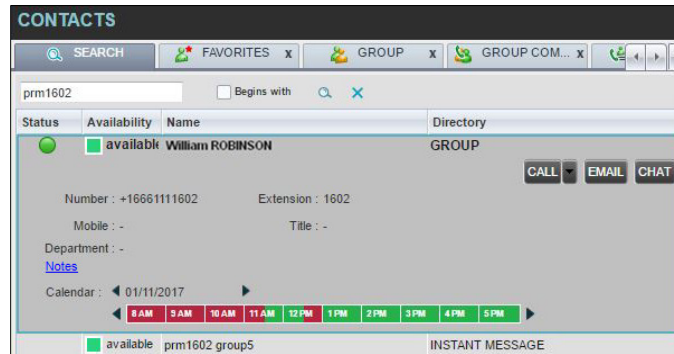 CONTACTS
SEARCH FAVORITES x GROUP x GROUP COM... x
prm1602 Begins with
Status Availability Name Directory
availabl William ROBINSON GROUP
CALL EMAIL CHAT
Number : +16661111602 Extension : 1602
Mobile : - Title : -
Department : -
Notes
Calendar : 01/11/2017
8 AM 9 AM 10 AM 11 AM 12 PM 1 PM 2 PM 3 PM 4 PM 5 PM
available prm1602 group5 INSTANT MESSAGE